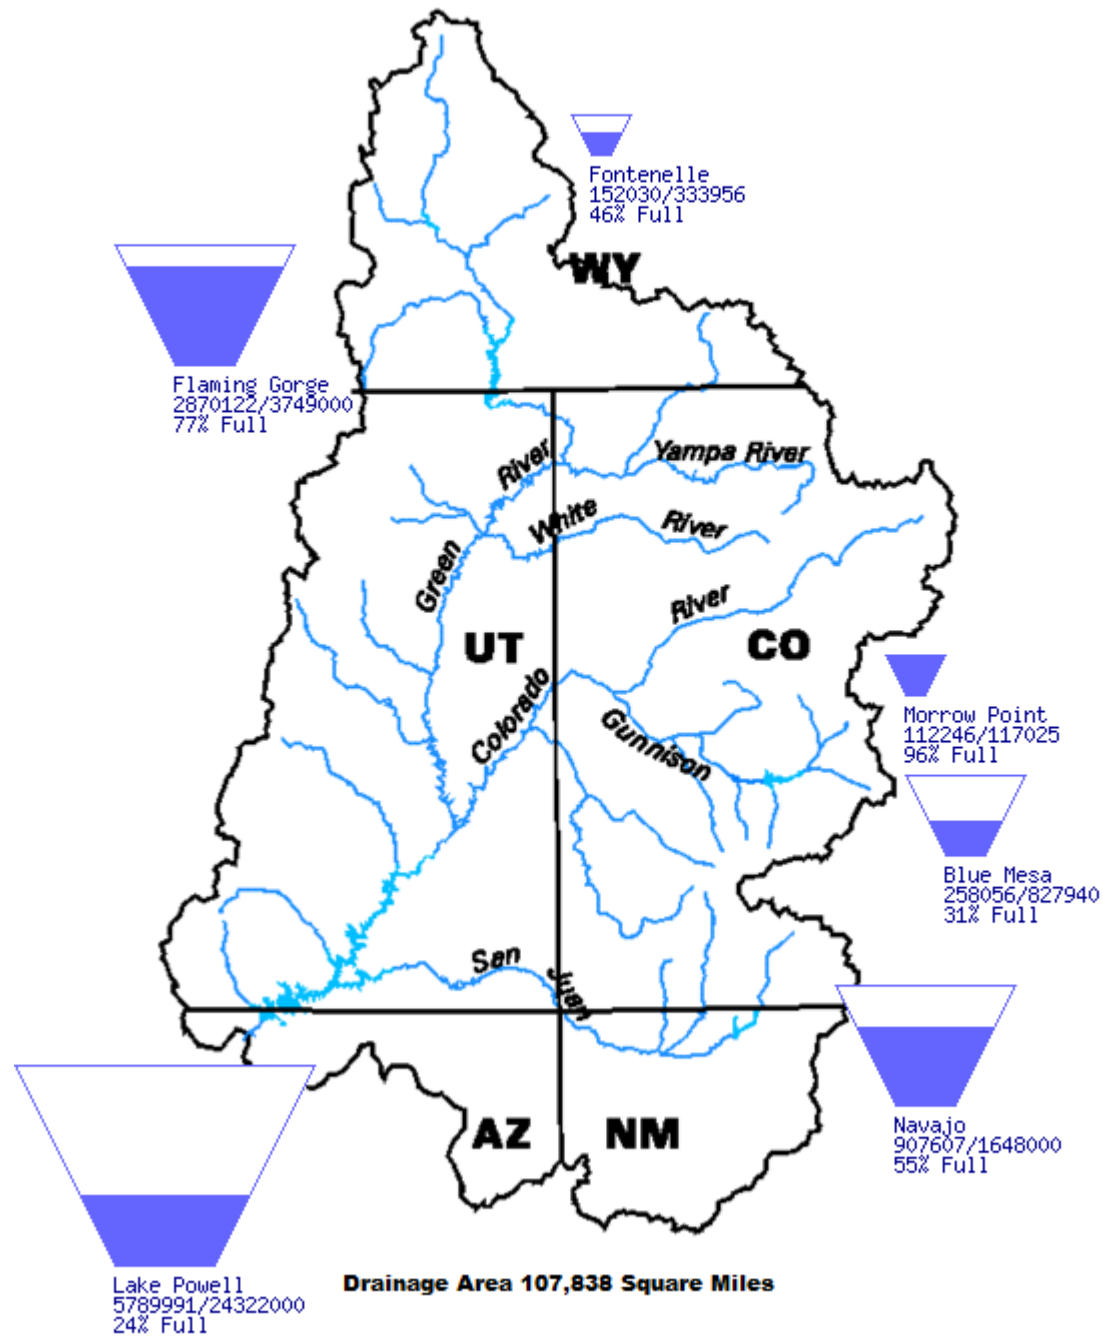 Fontenelle
152030/333956
46% Full
WY
Flaming Gorge
2870122/3749000
77% Full
River
Yampa River
White
River
Green
River
UT
CO
Colorado
Gunnison
Morrow Point
112246/117025
96% Full
Blue Mesa
258056/827940
31% Full
San
Juan
Navajo
907607/1648000
55% Full
AZ
NM
Lake Powell
5789991/24322000
24% Full
Drainage Area 107,838 Square Miles